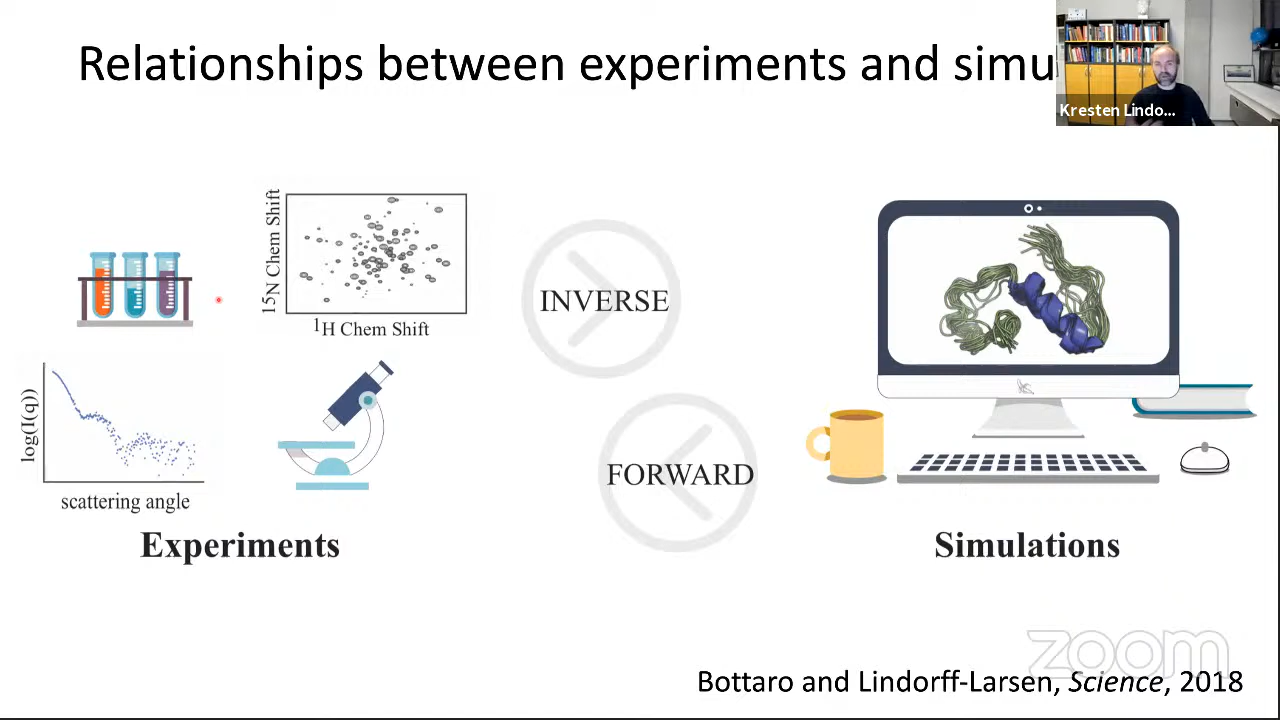 Relationships between experiments and simu
Kresten Lindo...
15N Chem Shift
1H Chem Shift
INVERSE
log(I(q))
scattering angle
FORWARD
Experiments
Simulations
zoom
Bottaro and Lindorff-Larsen, Science, 2018